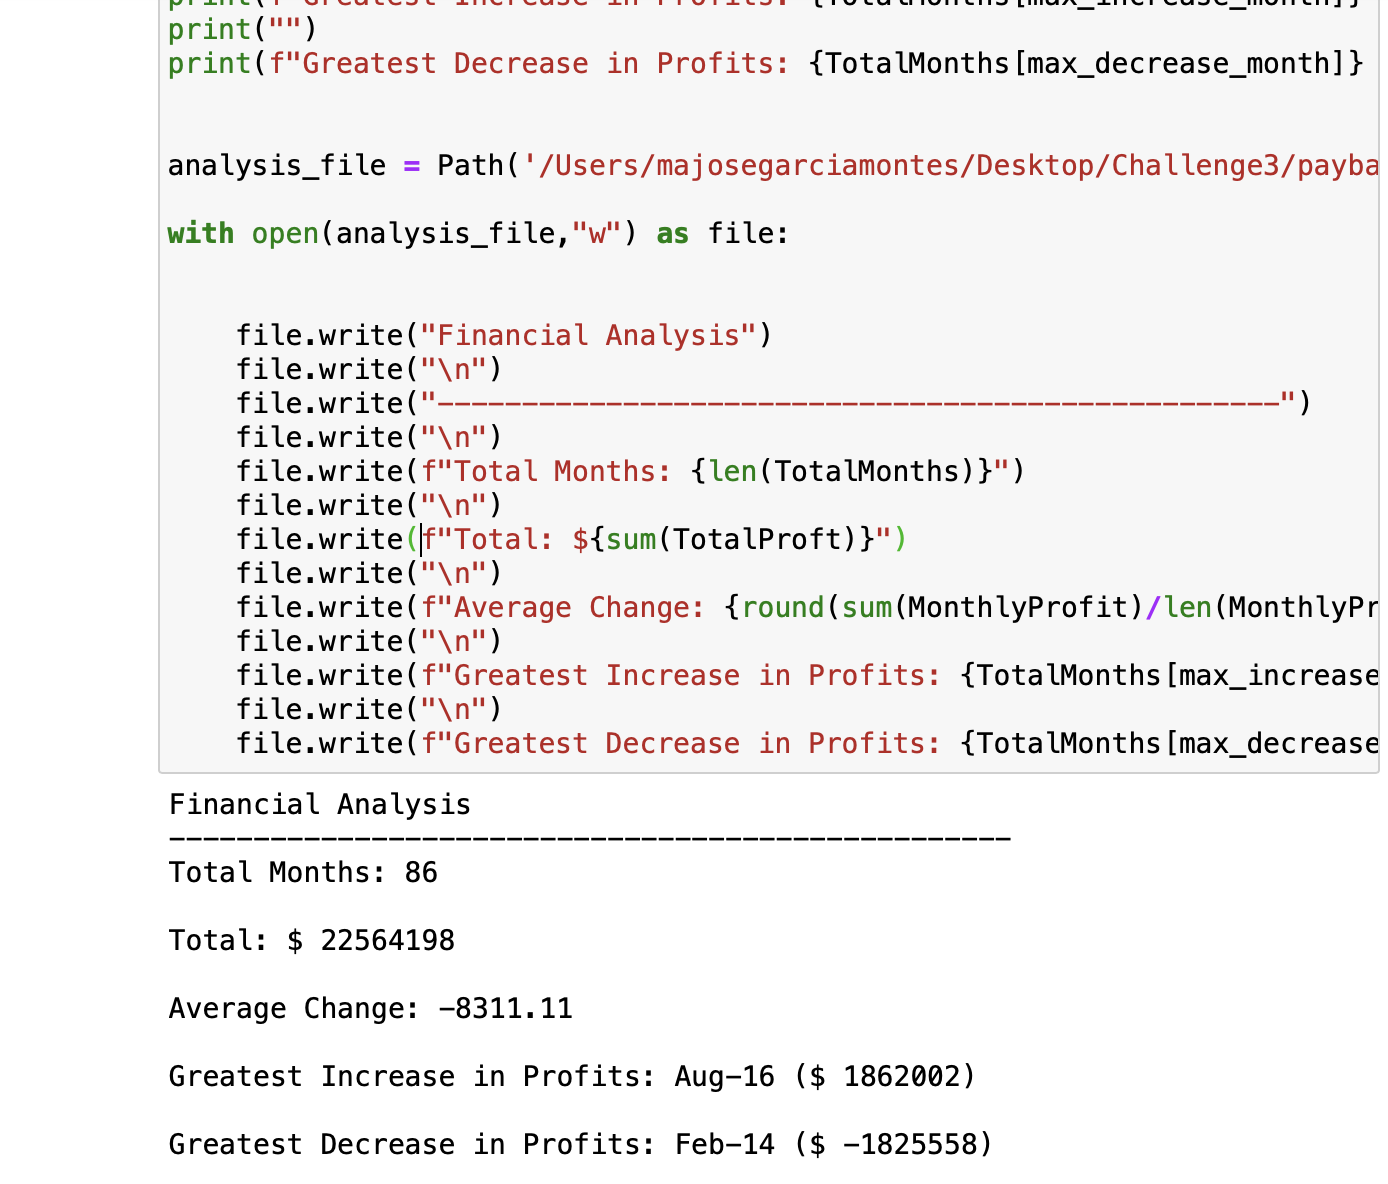 print(f"Greatest Increase in Profits: {TotalMonths[max_increase_month]}
print("")
print(f"Greatest Decrease in Profits: {TotalMonths[max_decrease_month]}
analysis_file = Path('/Users/majosegarciamontes/Desktop/Challenge3/payba
with open(analysis_file,"w") as file:
file.write("Financial Analysis")
file.write("\n")
file.write("--------------------------------------------------")
file.write("\n")
file.write(f"Total Months: {len(TotalMonths)}")
file.write("\n")
file.write(f"Total: ${sum(TotalProft)}")
file.write("\n")
file.write(f"Average Change: {round(sum(MonthlyProfit)/len(MonthlyPr
file.write("\n")
file.write(f"Greatest Increase in Profits: {TotalMonths[max_increase
file.write("\n")
file.write(f"Greatest Decrease in Profits: {TotalMonths[max_decrease
Financial Analysis
--------------------------------------------------
Total Months: 86
Total: $ 22564198
Average Change: -8311.11
Greatest Increase in Profits: Aug-16 ($ 1862002)
Greatest Decrease in Profits: Feb-14 ($ -1825558)